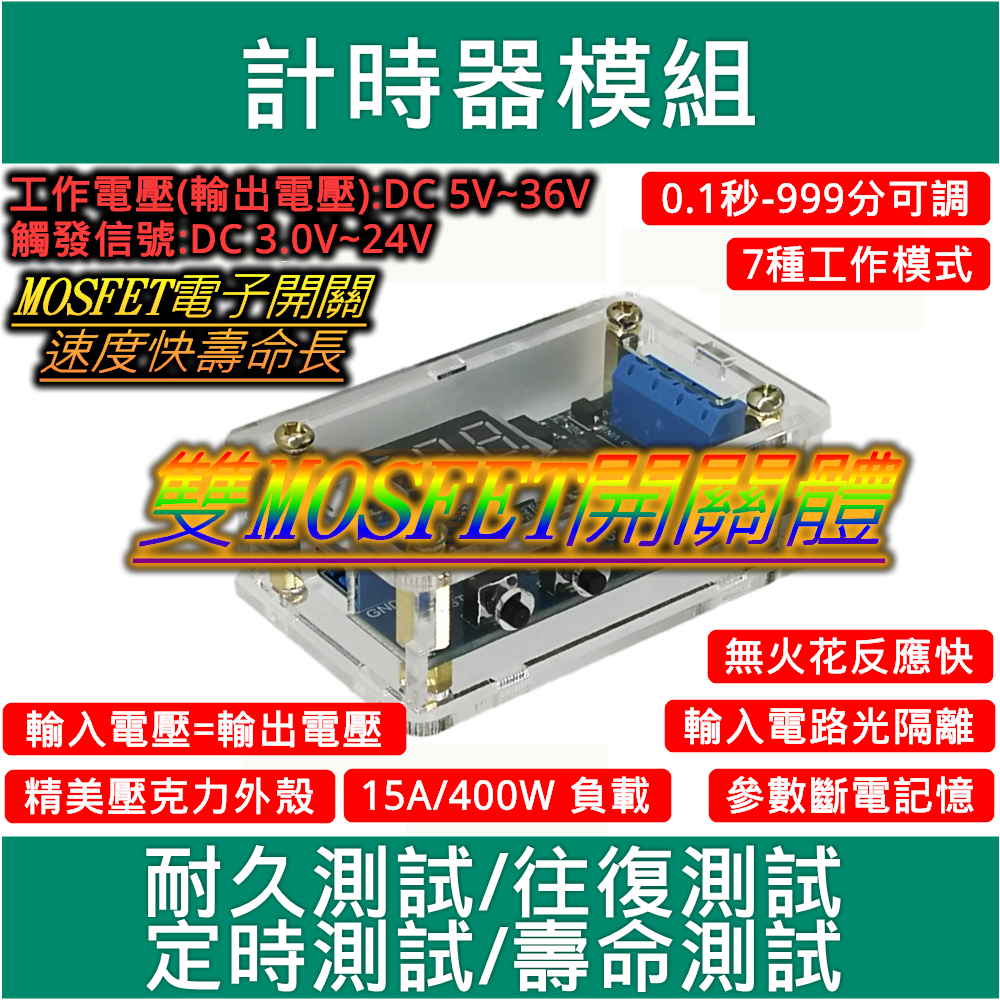 計時器模組
工作電壓(輸出電壓):DC 5V~36V
觸發信號:DC 3.0V~24V
0.1秒-999分可調
7種工作模式
MOSFET電子開關
速度快壽命長
雙MOSFET開關體
GND
無火花反應快
輸入電壓=輸出電壓
輸入電路光隔離
精美壓克力外殼
15A/400W 負載
參數斷電記憶
耐久測試/往復測試
定時測試/壽命測試